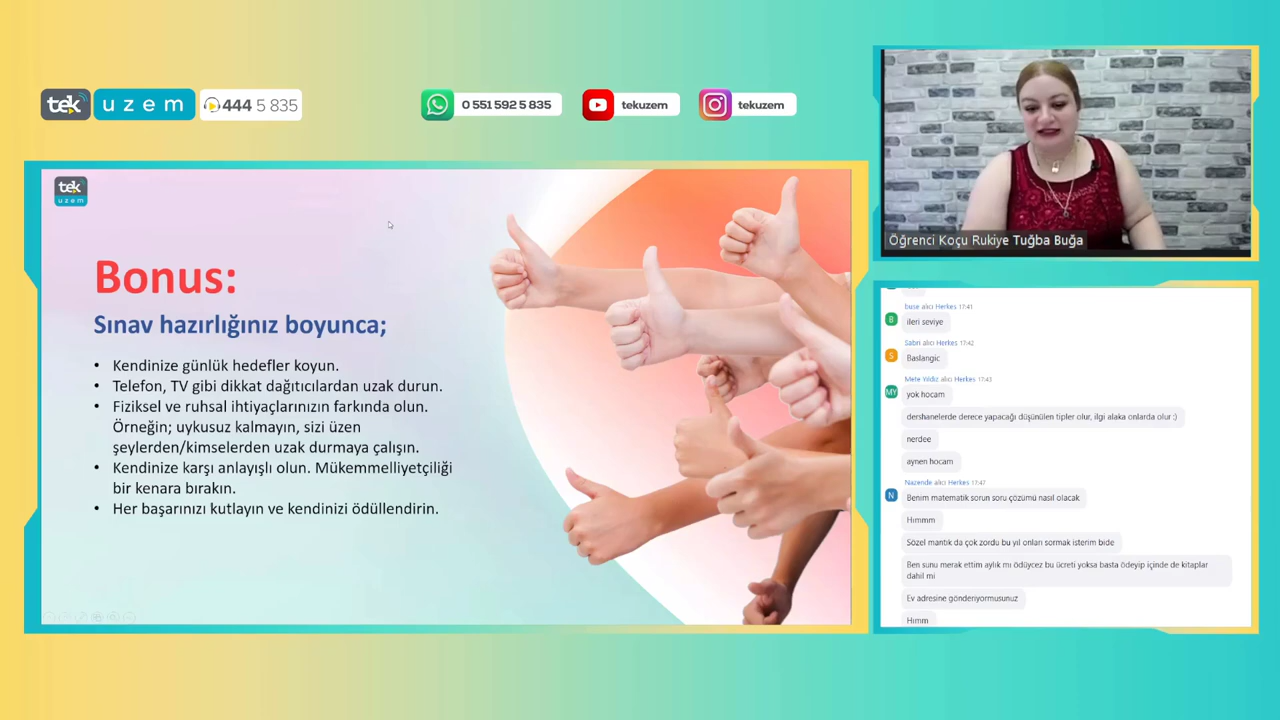 tek uzem 444 5 835
0 551 592 5 835
tekuzem
tekuzem
tek
uzem
Bonus:
Sınav hazırlığınız boyunca;
• Kendinize günlük hedefler koyun.
• Telefon, TV gibi dikkat dağıtıcılardan uzak durun.
• Fiziksel ve ruhsal ihtiyaçlarınızın farkında olun.
Örneğin; uykusuz kalmayın, sizi üzen
şeylerden/kimselerden uzak durmaya çalışın.
• Kendinize karşı anlayışlı olun. Mükemmelliyetçiliği
bir kenara bırakın.
• Her başarınızı kutlayın ve kendinizi ödüllendirin.
Öğrenci Koçu Rukiye Tuğba Buğa
buse alıcı Herkes 17:41
B
ileri seviye
Sabri alıcı Herkes 17:42
S
Baslangic
Mete Yıldız alıcı Herkes 17:43
MY
yok hocam
dershanelerde derece yapacağı düşünülen tipler olur, ilgi alaka onlarda olur :)
nerdee
aynen hocam
Nazende alıcı Herkes 17:47
N
Benim matematik sorun soru çözümü nasıl olacak
Hımmm
Sözel mantık da çok zordu bu yıl onları sormak isterim bide
Ben sunu merak ettim aylık mı ödüycez bu ücreti yoksa basta ödeyip içinde de kitaplar
dahil mi
Ev adresine gönderiyormusunuz
Hımm